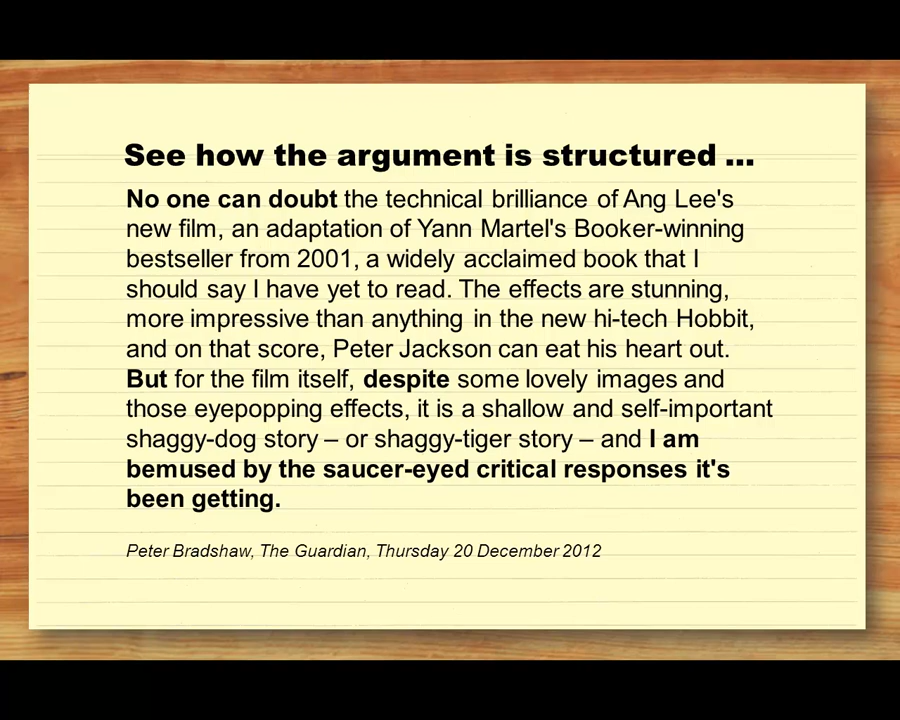 See how the argument is structured ...
No one can doubt the technical brilliance of Ang Lee's
new film, an adaptation of Yann Martel's Booker-winning
bestseller from 2001, a widely acclaimed book that I
should say I have yet to read. The effects are stunning,
more impressive than anything in the new hi-tech Hobbit,
and on that score, Peter Jackson can eat his heart out.
But for the film itself, despite some lovely images and
those eyepopping effects, it is a shallow and self-important
shaggy-dog story – or shaggy-tiger story – and I am
bemused by the saucer-eyed critical responses it's
been getting.
Peter Bradshaw, The Guardian, Thursday 20 December 2012